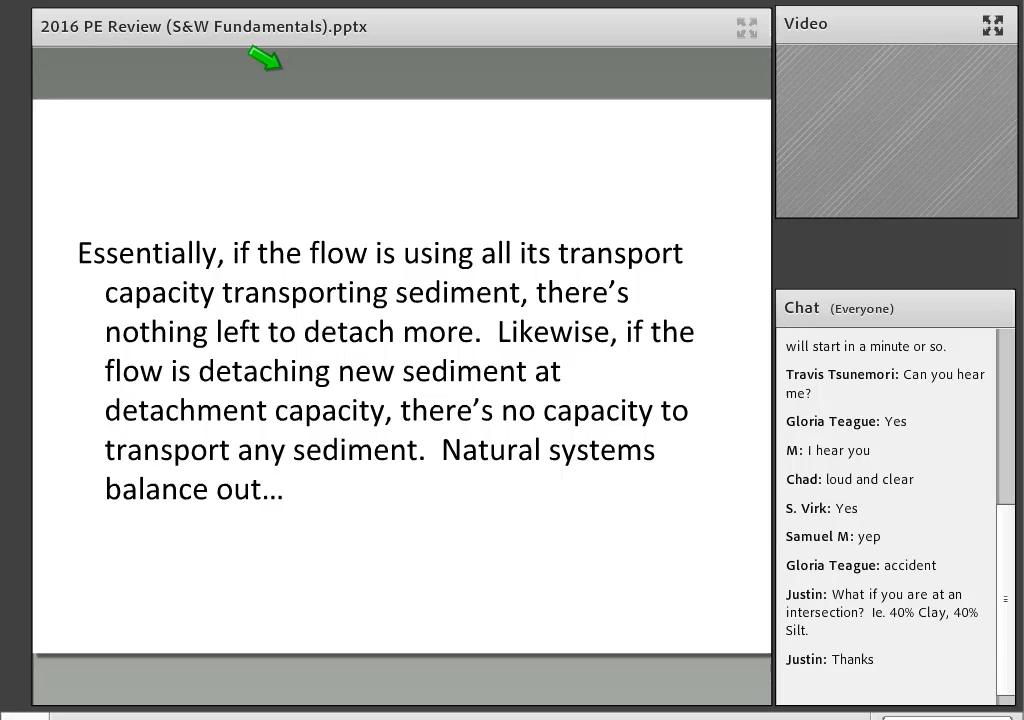 2016 PE Review (S&W Fundamentals).pptx
Essentially, if the flow is using all its transport
capacity transporting sediment, there's
nothing left to detach more.  Likewise, if the
flow is detaching new sediment at
detachment capacity, there's no capacity to
transport any sediment.  Natural systems
balance out...
Video
Chat (Everyone)
will start in a minute or so.
Travis Tsunemori: Can you hear
me?
Gloria Teague: Yes
M: I hear you
Chad: loud and clear
S. Virk: Yes
Samuel M: yep
Gloria Teague: accident
Justin: What if you are at an
intersection?  Ie. 40% Clay, 40%
Silt.
Justin: Thanks